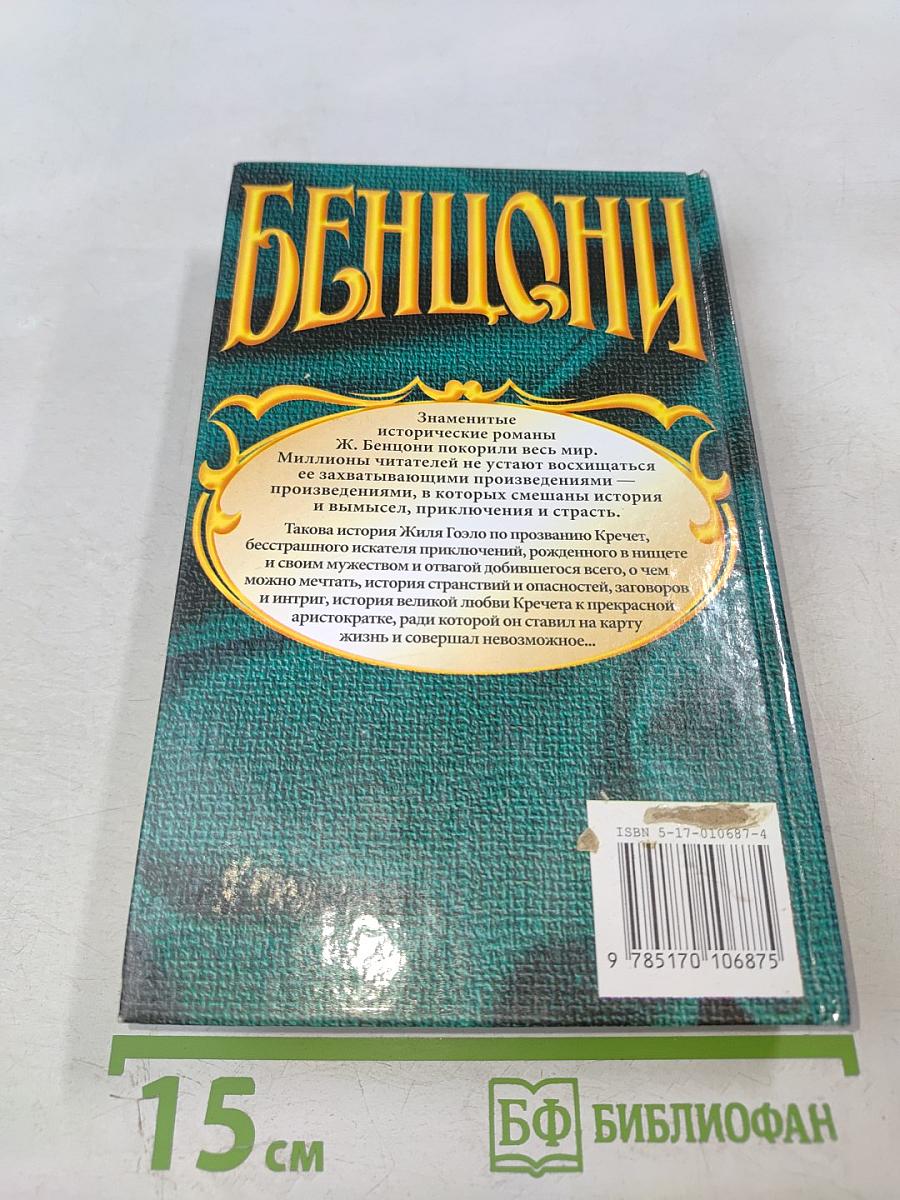 БЕНЦОНИ
Знаменитые
исторические романы
Ж. Бенцони покорили весь мир.
Миллионы читателей не устают восхищаться
ее захватывающими произведениями —
произведениями, в которых смешаны история
и вымысел, приключения и страсть.
Такова история Жиля Гоэло по прозванию Кречет,
бесстрашного искателя приключений, рожденного в нищете
и своим мужеством и отвагой добившегося всего, о чем
можно мечтать, история странствий и опасностей, заговоров
и интриг, история великой любви Кречета к прекрасной
аристократке, ради которой он ставил на карту
жизнь и совершал невозможное...
ISBN 5-17-010687-4
9 785170 106875
15 см
БФ БИБЛИОФАН